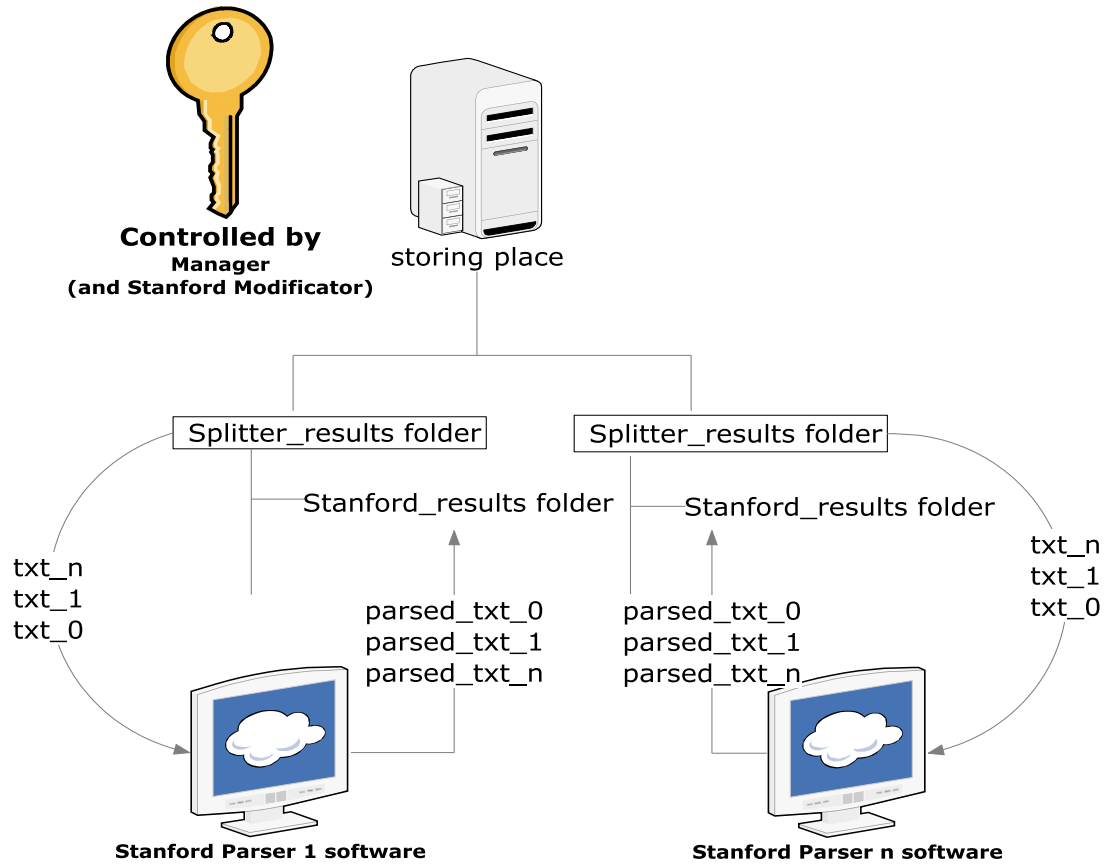 Controlled by
Manager
(and Stanford Modificator)
storing place
Splitter_results folder
Splitter_results folder
Stanford_results folder
Stanford_results folder
txt_n
txt_1
txt_0
parsed_txt_0
parsed_txt_1
parsed_txt_n
parsed_txt_0
parsed_txt_1
parsed_txt_n
txt_n
txt_1
txt_0
Stanford Parser 1 software
Stanford Parser n software